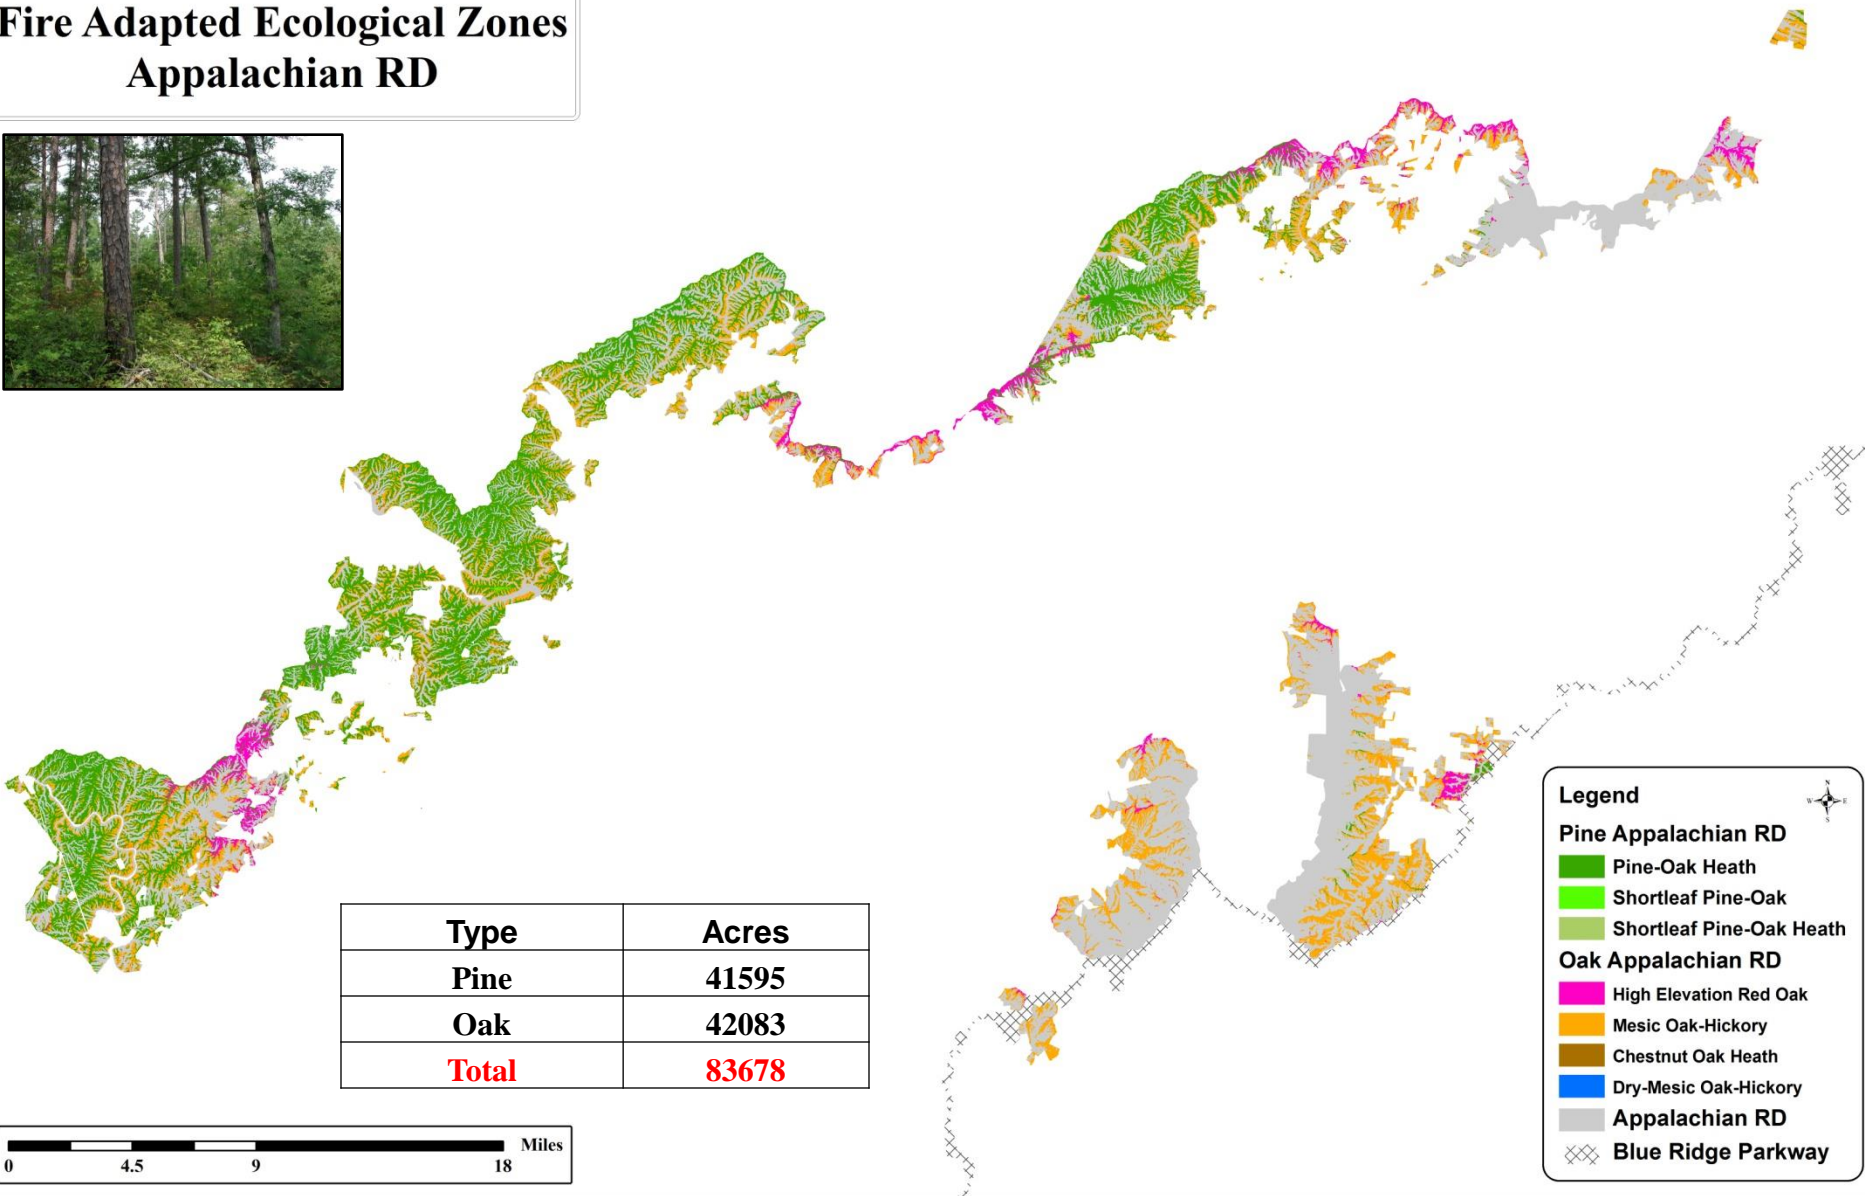 Fire Adapted Ecological Zones
Appalachian RD
Type Acres
Pine 41595
Oak 42083
Total 83678
Miles
0 4.5 9 18
Legend
N
W E
S
Pine Appalachian RD
Pine-Oak Heath
Shortleaf Pine-Oak
Shortleaf Pine-Oak Heath
Oak Appalachian RD
High Elevation Red Oak
Mesic Oak-Hickory
Chestnut Oak Heath
Dry-Mesic Oak-Hickory
Appalachian RD
Blue Ridge Parkway